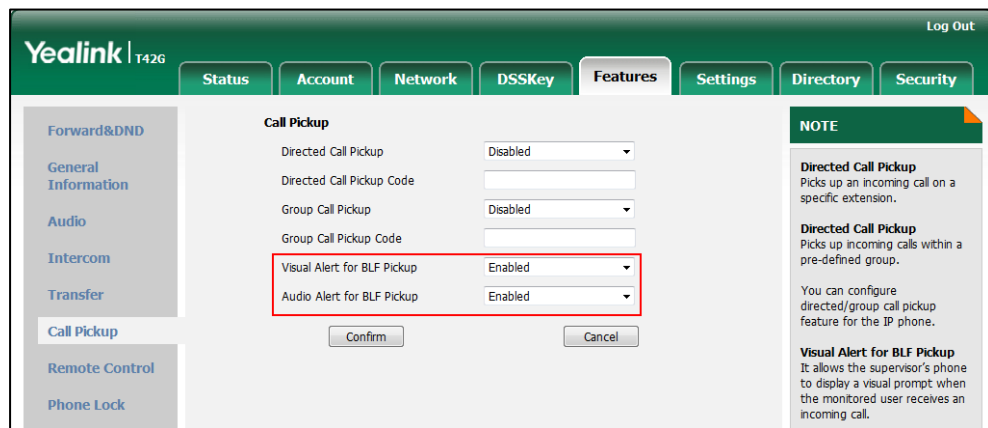 Log Out
Yealink T42G
Status Account Network DSSKey Features Settings Directory Security
Forward&DND
General
Information
Audio
Intercom
Transfer
Call Pickup
Remote Control
Phone Lock
Call Pickup
Directed Call Pickup Disabled
Directed Call Pickup Code
Group Call Pickup Disabled
Group Call Pickup Code
Visual Alert for BLF Pickup Enabled
Audio Alert for BLF Pickup Enabled
Confirm Cancel
NOTE
Directed Call Pickup
Picks up an incoming call on a
specific extension.
Directed Call Pickup
Picks up incoming calls within a
pre-defined group.
You can configure
directed/group call pickup
feature for the IP phone.
Visual Alert for BLF Pickup
It allows the supervisor's phone
to display a visual prompt when
the monitored user receives an
incoming call.